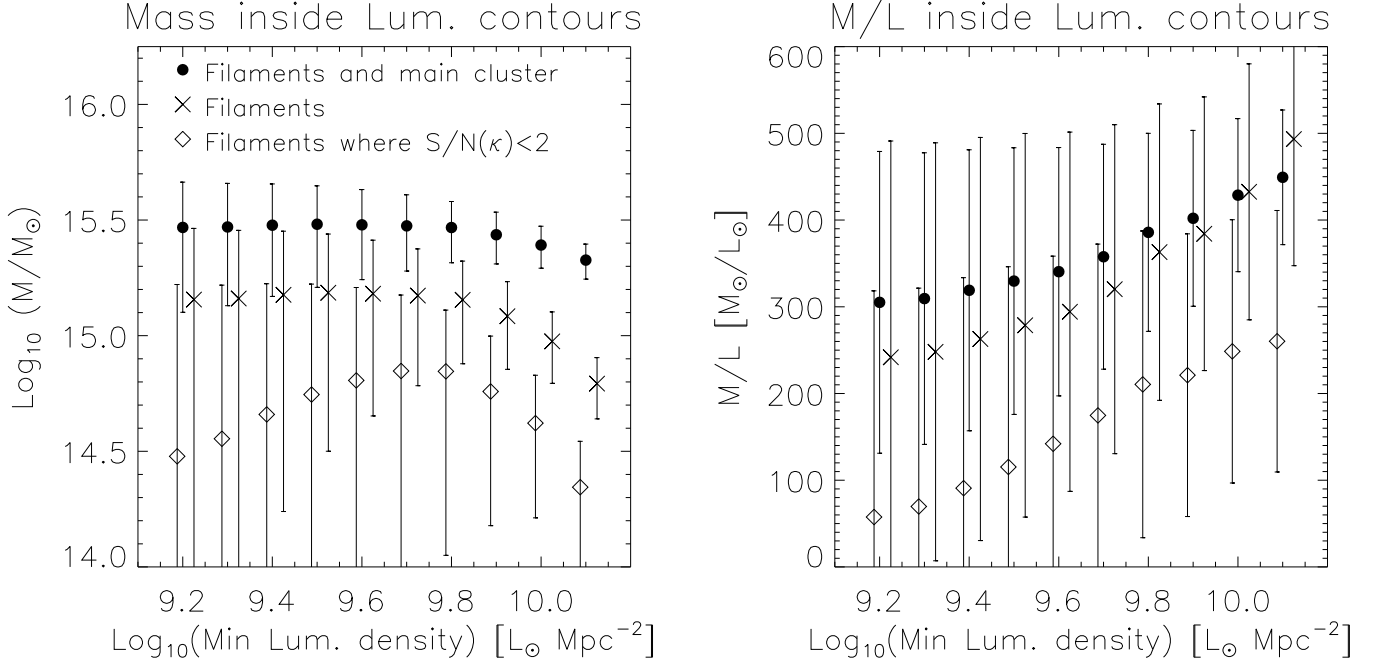 Mass inside Lum. contours
● Filaments and main cluster
× Filaments
◇ Filaments where S/N(κ)<2
16.0
15.5
15.0
14.5
14.0
Log₁₀ (M/M☉)
9.2 9.4 9.6 9.8 10.0
Log₁₀(Min Lum. density) [L☉ Mpc⁻²]
M/L inside Lum. contours
600
500
400
300
200
100
0
M/L [M☉/L☉]
9.2 9.4 9.6 9.8 10.0
Log₁₀(Min Lum. density) [L☉ Mpc⁻²]